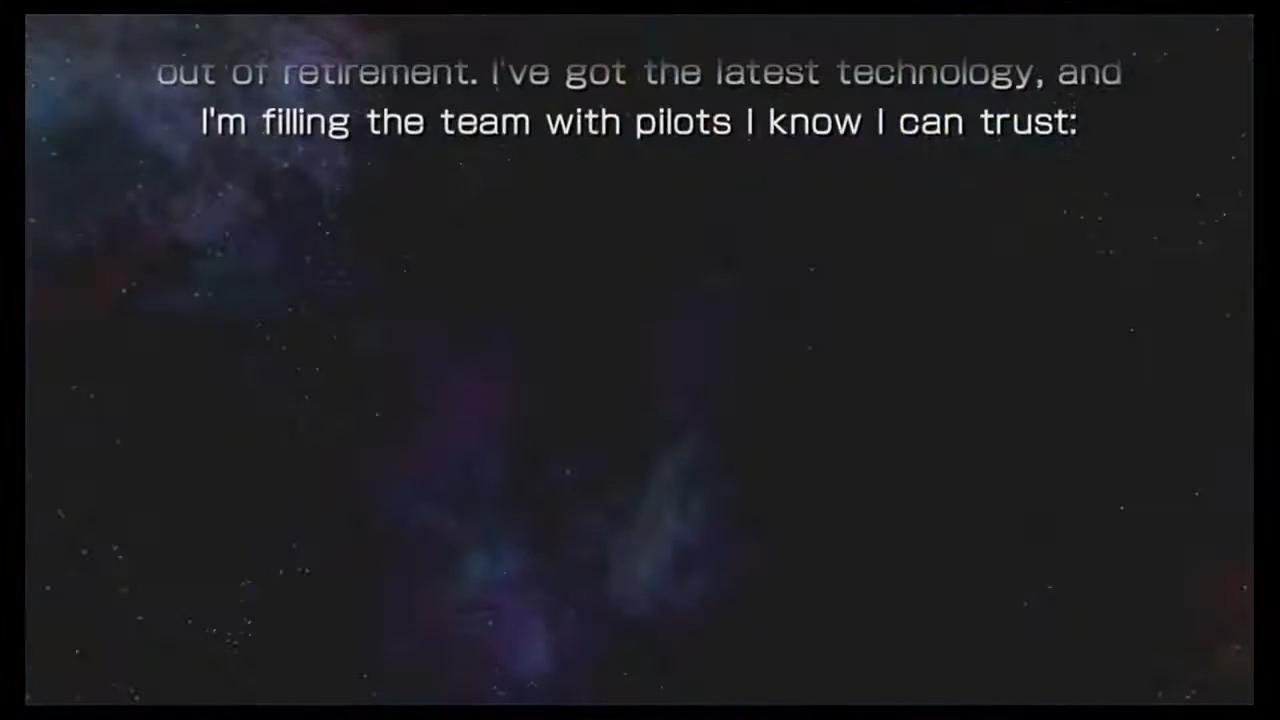 out of retirement. I've got the latest technology, and
I'm filling the team with pilots I know I can trust: